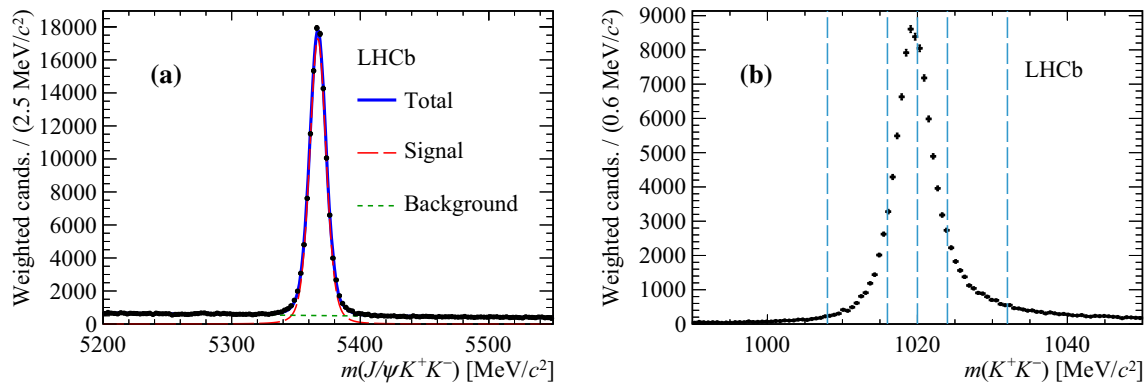 Weighted cands. / (2.5 MeV/c²)
18000
16000
14000
12000
10000
8000
6000
4000
2000
0
(a)
LHCb
Total
Signal
Background
5200
5300
5400
5500
m(J/ψK⁺K⁻) [MeV/c²]
Weighted cands. / (0.6 MeV/c²)
9000
8000
7000
6000
5000
4000
3000
2000
1000
0
(b)
LHCb
1000
1020
1040
m(K⁺K⁻) [MeV/c²]